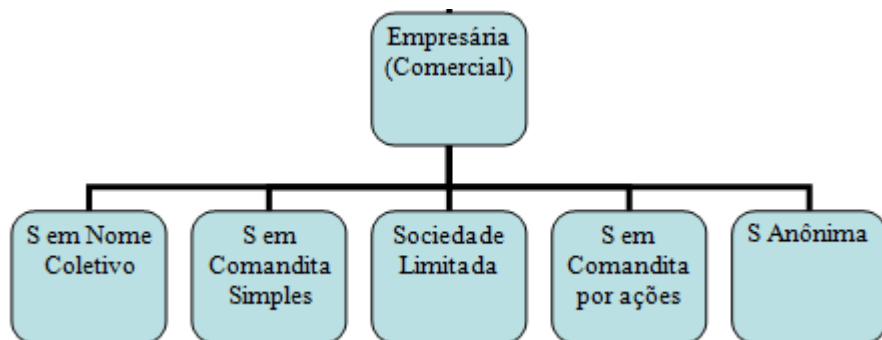 Empresária
(Comercial)
S em Nome
Coletivo
S em
Comandita
Simples
Sociedade
Limitada
S em
Comandita
por ações
S Anônima